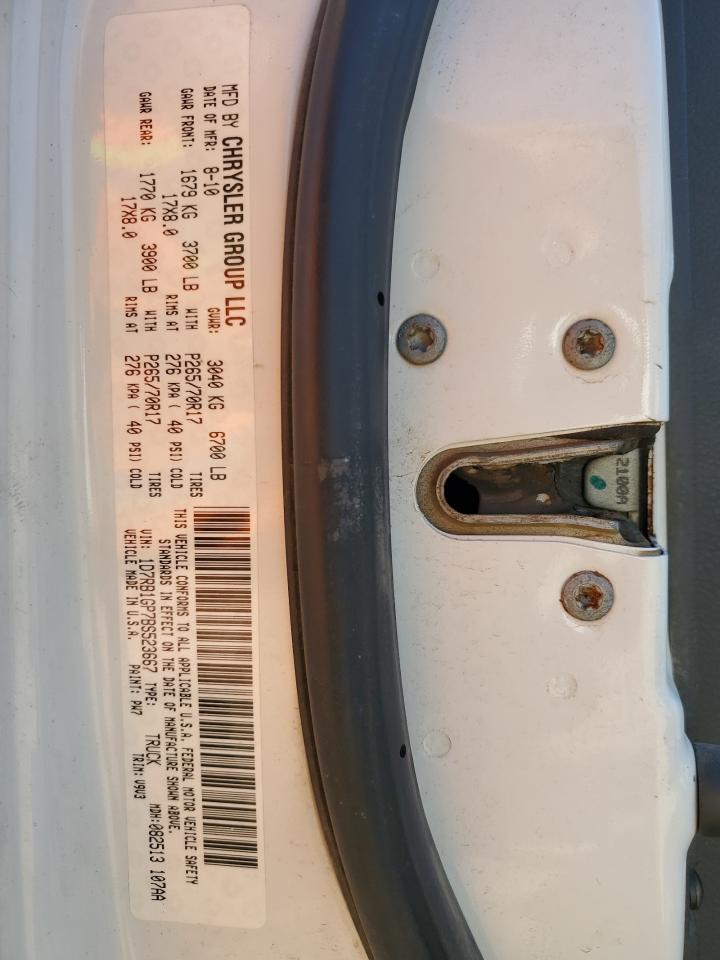 MFD BY CHRYSLER GROUP LLC
DATE OF MFR: 8-10 GVWR: 3040 KG 6700 LB
GAWR FRONT: 1679 KG 3700 LB WITH P265/70R17 TIRES
17X8.0 RIMS AT 276 KPA ( 40 PSI) COLD
GAWR REAR: 1770 KG 3900 LB WITH P265/70R17 TIRES
17X8.0 RIMS AT 276 KPA ( 40 PSI) COLD
THIS VEHICLE CONFORMS TO ALL APPLICABLE U.S.A. FEDERAL MOTOR VEHICLE SAFETY
STANDARDS IN EFFECT ON THE DATE OF MANUFACTURE SHOWN ABOVE.
VIN: 1D7RB1GP7BS523667 TYPE: TRUCK MDH:082513 107AA
VEHICLE MADE IN U.S.A. PAINT: PW7 TRIM: V9V3
2100A